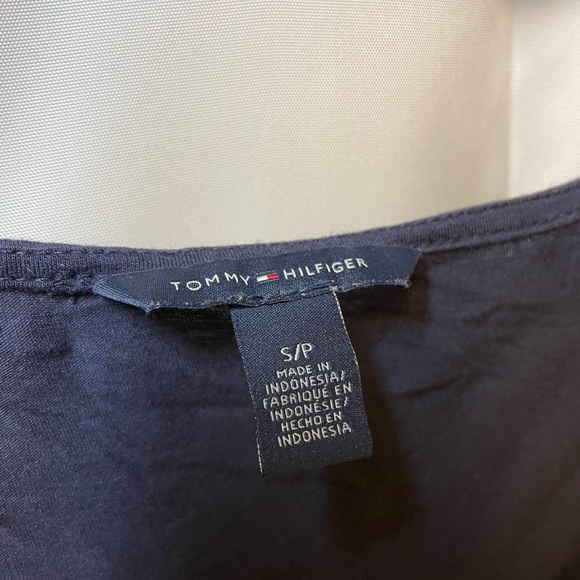 TOMMY HILFIGER
S/P
MADE IN
INDONESIA/
FABRIQUÉ EN
INDONÉSIE/
HECHO EN
INDONESIA